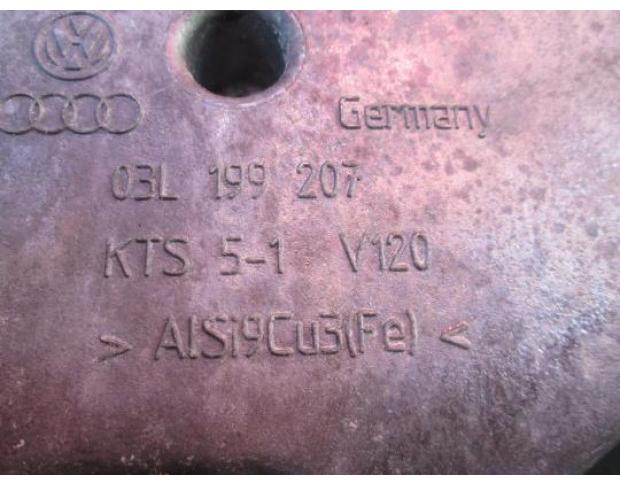 Germany
03L 199 207
KTS 5-1 V120
> AlSi9Cu3(Fe) <